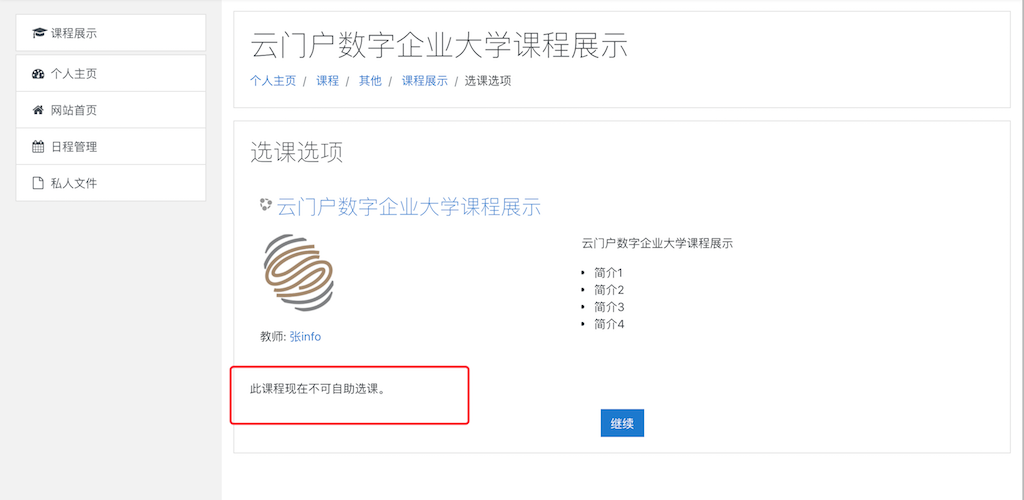 课程展示
个人主页
网站首页
日程管理
私人文件
云门户数字企业大学课程展示
个人主页 / 课程 / 其他 / 课程展示 / 选课选项
选课选项
云门户数字企业大学课程展示
云门户数字企业大学课程展示
简介1
简介2
简介3
简介4
教师: 张info
此课程现在不可自助选课。
继续